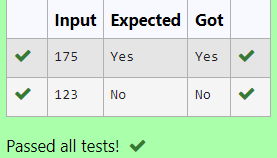 Input Expected Got
175 Yes Yes
123 No No
Passed all tests!